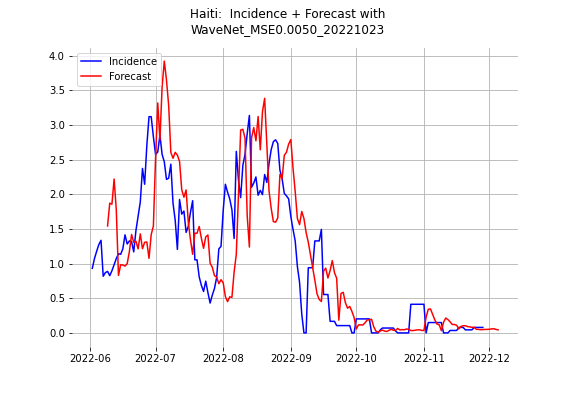 Haiti:  Incidence + Forecast with
WaveNet_MSE0.0050_20221023
Incidence
Forecast
4.0
3.5
3.0
2.5
2.0
1.5
1.0
0.5
0.0
2022-06 2022-07 2022-08 2022-09 2022-10 2022-11 2022-12